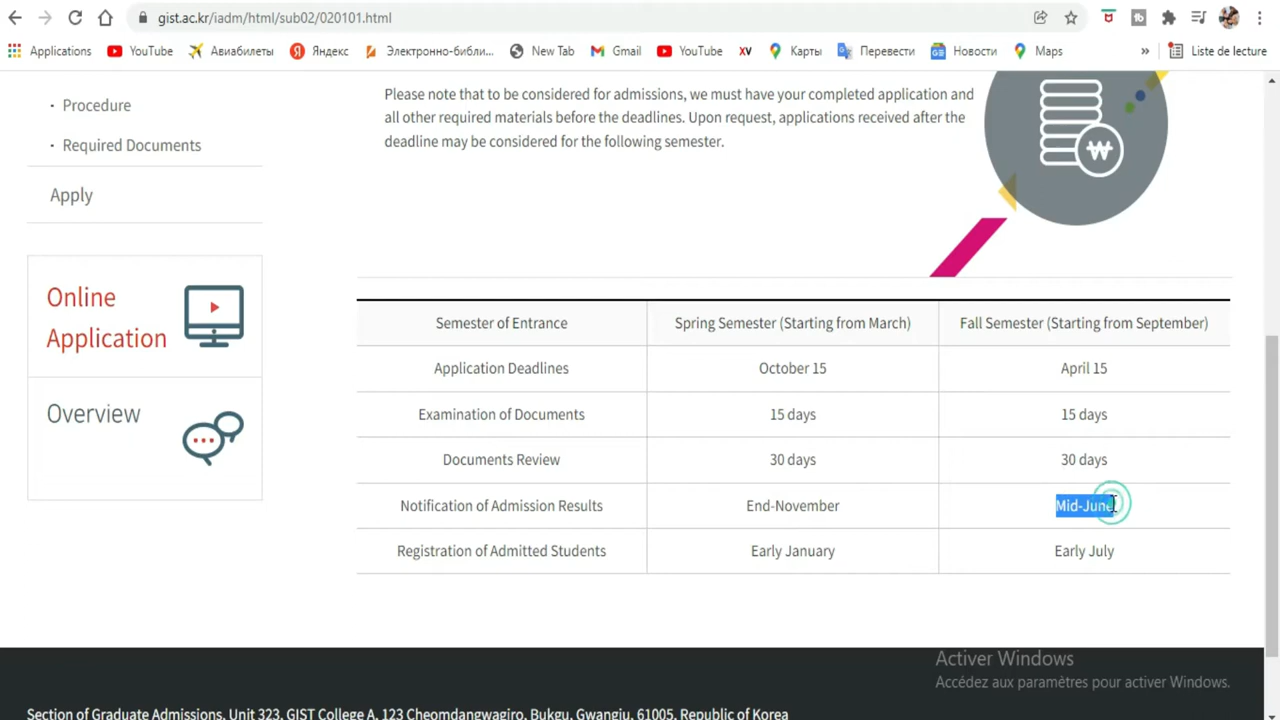 gist.ac.kr/iadm/html/sub02/020101.html
Applications
YouTube
Авиабилеты
Яндекс
Электронно-библи...
New Tab
Gmail
YouTube
XV
Карты
Перевести
Новости
Maps
»
Liste de lecture
· Procedure
· Required Documents
Apply
Online
Application
Overview
Please note that to be considered for admissions, we must have your completed application and
all other required materials before the deadlines. Upon request, applications received after the
deadline may be considered for the following semester.
₩
Semester of Entrance Spring Semester (Starting from March) Fall Semester (Starting from September)
Application Deadlines October 15 April 15
Examination of Documents 15 days 15 days
Documents Review 30 days 30 days
Notification of Admission Results End-November Mid-June
Registration of Admitted Students Early January Early July
Activer Windows
Accédez aux paramètres pour activer Windows.
Section of Graduate Admissions, Unit 323, GIST College A, 123 Cheomdangwagiro, Bukgu, Gwangju, 61005, Republic of Korea